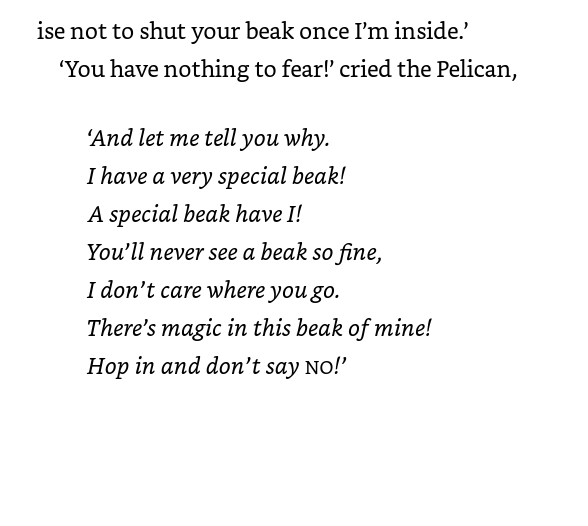 ise not to shut your beak once I’m inside.’
‘You have nothing to fear!’ cried the Pelican,
‘And let me tell you why.
I have a very special beak!
A special beak have I!
You’ll never see a beak so fine,
I don’t care where you go.
There’s magic in this beak of mine!
Hop in and don’t say NO!’